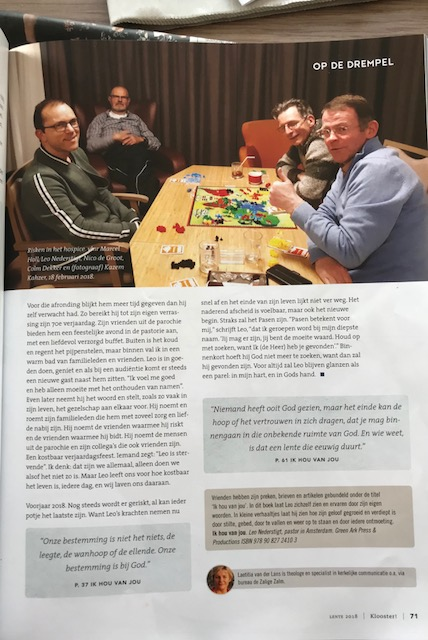 OP DE DREMPEL
Risken in het hospice. vlnr Marcel
Holl, Leo Nederstigt, Nico de Groot,
Colm Dekker en (fotograaf) Kazem
18 februari 2018.
Voor die afronding blijkt hem meer tijd gegeven dan hij
zelf verwacht had. Zo bereikt hij tot zijn eigen verras-
sing zijn 70e verjaardag. Zijn vrienden uit de parochie
bieden hem een feestelijke avond in de pastorie aan,
met een liefdevol verzorgd buffet. Buiten is het koud
en regent het pijpenstelen, maar binnen val ik in een
warm bad van familieleden en vrienden. Leo is in goe-
den doen, geniet en als bij een audiëntie komt er steeds
een nieuwe gast naast hem zitten. "Ik voel me goed
en heb alleen moeite met het onthouden van namen".
Even later neemt hij het woord en stelt, zoals zo vaak in
zijn leven, het gezelschap aan elkaar voor. Hij noemt en
roemt zijn familieleden die hem met zoveel zorg en lief-
de nabij zijn. Hij noemt de vrienden waarmee hij riskt
en de vrienden waarmee hij bidt. Hij noemt de mensen
uit de parochie en zijn collega's die ook vrienden zijn.
Een kostbaar verjaardagsfeest. Iemand zegt: "Leo is ster-
vende". Ik denk: dat zijn we allemaal, alleen doen we
alsof het niet zo is. Maar Leo leeft ons voor hoe kostbaar
het leven is, iedere dag, en wij laven ons daaraan.
Voorjaar 2018. Nog steeds wordt er geriskt, al kan ieder
potje het laatste zijn. Want Leo's krachten nemen nu
"Onze bestemming is niet het niets, de
leegte, de wanhoop of de ellende. Onze
bestemming is bij God."
P. 37 IK HOU VAN JOU
snel af en het einde van zijn leven lijkt niet ver weg. Het
naderend afscheid is voelbaar, maar ook het nieuwe
begin. Straks zal het Pasen zijn. "Pasen betekent voor
mij," schrijft Leo, "dat ik geroepen word bij mijn diepste
naam. 'Jij mag er zijn, jij bent de moeite waard. Houd op
met zoeken, want Ik (de Heer) heb je gevonden.'" Bin-
nenkort hoeft hij God niet meer te zoeken, want dan zal
hij gevonden zijn. Voor altijd zal Leo blijven glanzen als
een parel: in mijn hart, en in Gods hand.
"Niemand heeft ooit God gezien, maar het einde kan de
hoop of het vertrouwen in zich dragen, dat je mag bin-
nengaan in die onbekende ruimte van God. En wie weet,
is dat een lente die eeuwig duurt."
P. 61 IK HOU VAN JOU
Vrienden hebben zijn preken, brieven en artikelen gebundeld onder de titel
'Ik hou van jou'. In dit boek laat Leo zichzelf zien en ervaren door zijn eigen
woorden. In kleine verhaaltjes laat hij zien hoe zijn geloof gegroeid en verdiept is
door stilte, gebed, door te vallen en weer op te staan en door iedere ontmoeting.
Ik hou van jou. Leo Nederstigt, pastor in Amsterdam. Green Ark Press &
Productions ISBN 978 90 827 2410 3
Laetitia van der Lans is theologe en specialist in kerkelijke communicatie o.a. via
bureau de Zalige Zalm.
LENTE 2018 | Klooster! | 71